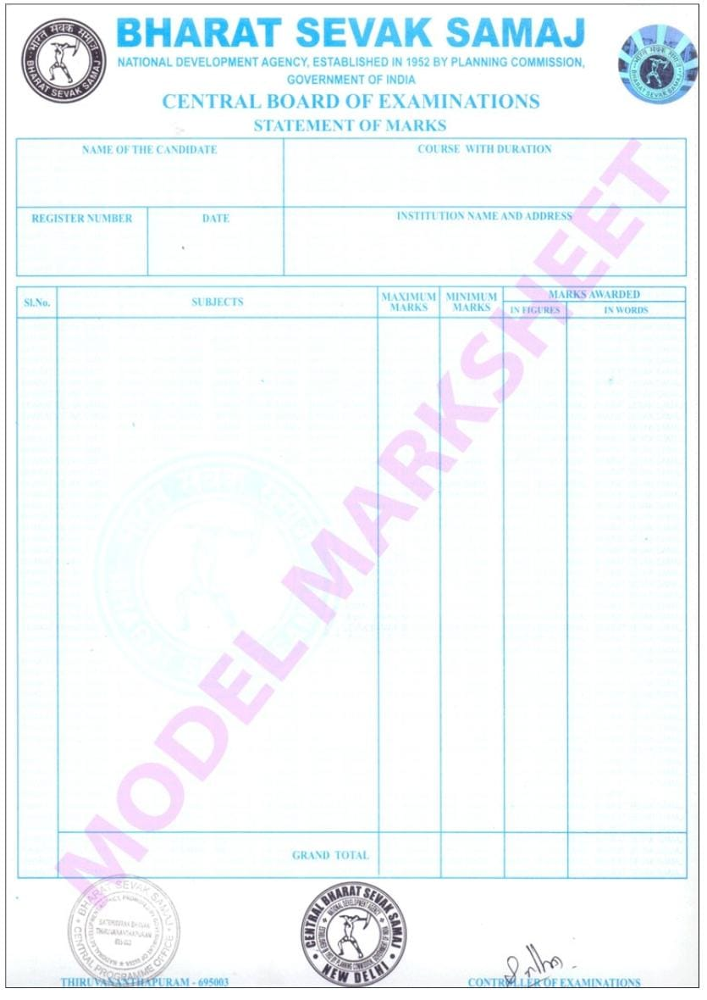 भारत सेवक समाज
BHARAT SEVAK SAMAJ
BHARAT SEVAK SAMAJ
भारत सेवक समाज
BHARAT SEVAK SAMAJ
NATIONAL DEVELOPMENT AGENCY, ESTABLISHED IN 1952 BY PLANNING COMMISSION,
GOVERNMENT OF INDIA
CENTRAL BOARD OF EXAMINATIONS
STATEMENT OF MARKS
NAME OF THE CANDIDATE
COURSE WITH DURATION
REGISTER NUMBER
DATE
INSTITUTION NAME AND ADDRESS
Sl.No.
SUBJECTS
MAXIMUM MARKS
MINIMUM MARKS
MARKS AWARDED
IN FIGURES
IN WORDS
MODEL MARKSHEET
GRAND TOTAL
BHARAT SEVAK SAMAJ
THIRUVANANTHAPURAM
CENTRAL PROGRAMME OFFICE
CENTRAL BHARAT SEVAK SAMAJ
NATIONAL DEVELOPMENT AGENCY
NEW DELHI
THIRUVANANTHAPURAM - 695003
CONTROLLER OF EXAMINATIONS